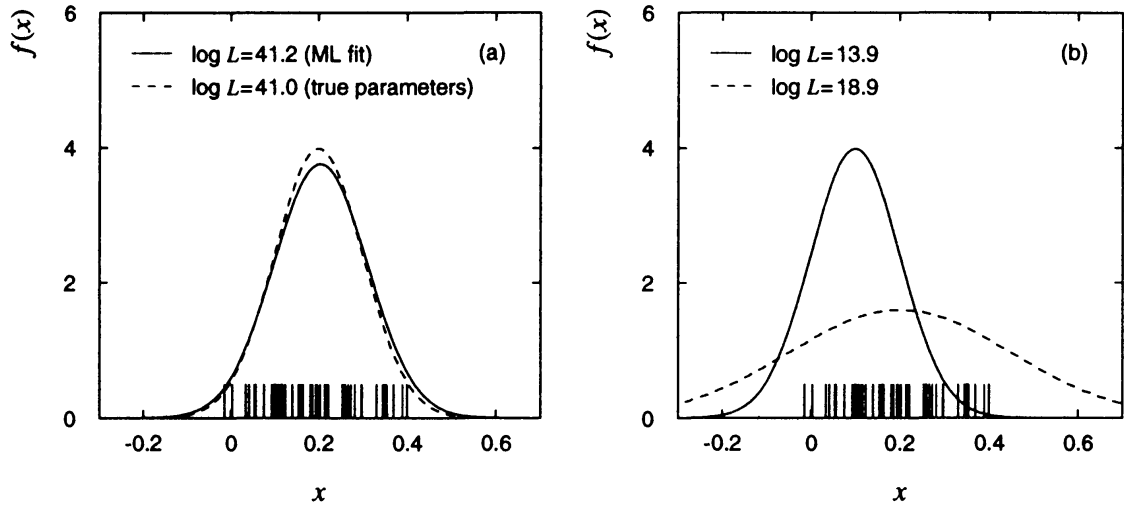 f(x)
6
4
2
0
log L=41.2 (ML fit)
(a)
log L=41.0 (true parameters)
-0.2
0
0.2
0.4
0.6
x
f(x)
6
4
2
0
log L=13.9
(b)
log L=18.9
-0.2
0
0.2
0.4
0.6
x